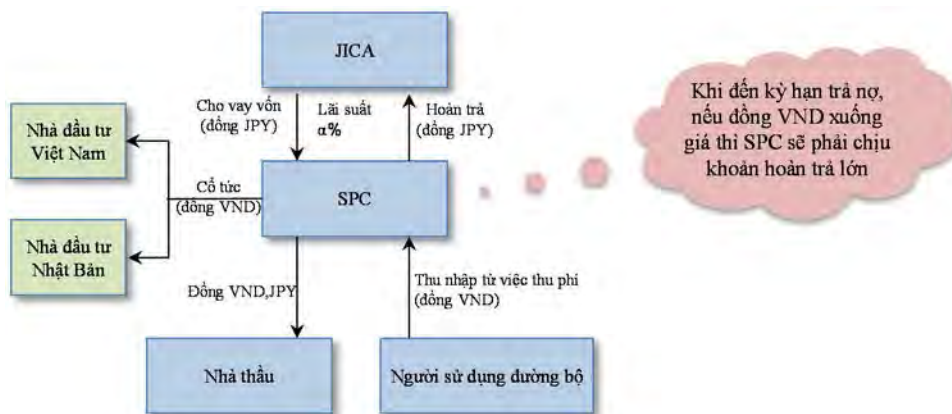 JICA
Cho vay vốn
(đồng JPY)
Lãi suất
α%
Hoàn trả
(đồng JPY)
Khi đến kỳ hạn trả nợ,
nếu đồng VND xuống
giá thì SPC sẽ phải chịu
khoản hoàn trả lớn
Nhà đầu tư
Việt Nam
Cổ tức
(đồng VND)
SPC
Nhà đầu tư
Nhật Bản
Đồng VND,JPY
Thu nhập từ việc thu phí
(đồng VND)
Nhà thầu
Người sử dụng đường bộ